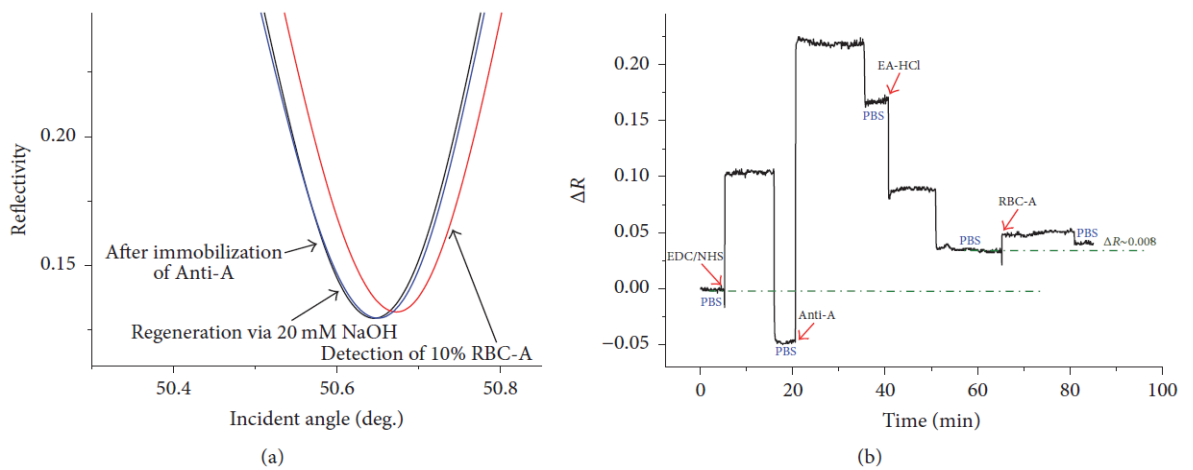 Reflectivity
0.20
0.15
After immobilization
of Anti-A
Regeneration via 20 mM NaOH
Detection of 10% RBC-A
50.4
50.6
50.8
Incident angle (deg.)
(a)
ΔR
0.20
0.15
0.10
0.05
0.00
−0.05
EDC/NHS
PBS
PBS
Anti-A
PBS
EA-HCl
PBS
RBC-A
PBS
ΔR~0.008
0
20
40
60
80
100
Time (min)
(b)